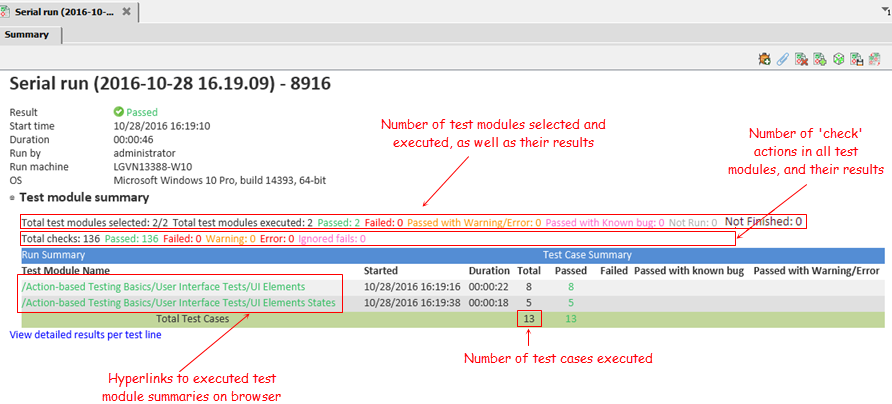 Serial run (2016-10-...
Summary
Serial run (2016-10-28 16.19.09) - 8916
Result Passed
Start time 10/28/2016 16:19:10
Duration 00:00:46
Run by administrator
Run machine LGVN13388-W10
OS Microsoft Windows 10 Pro, build 14393, 64-bit
Number of test modules selected and
executed, as well as their results
Number of 'check'
actions in all test
modules, and their results
Test module summary
Total test modules selected: 2/2 Total test modules executed: 2 Passed: 2 Failed: 0 Passed with Warning/Error: 0 Passed with Known bug: 0 Not Run: 0 Not Finished: 0
Total checks: 136 Passed: 136 Failed: 0 Warning: 0 Error: 0 Ignored fails: 0
Run Summary Test Case Summary
Test Module Name Started Duration Total Passed Failed Passed with known bug Passed with Warning/Error
/Action-based Testing Basics/User Interface Tests/UI Elements 10/28/2016 16:19:16 00:00:22 8 8
/Action-based Testing Basics/User Interface Tests/UI Elements States 10/28/2016 16:19:38 00:00:18 5 5
Total Test Cases 13 13
View detailed results per test line
Number of test cases executed
Hyperlinks to executed test
module summaries on browser